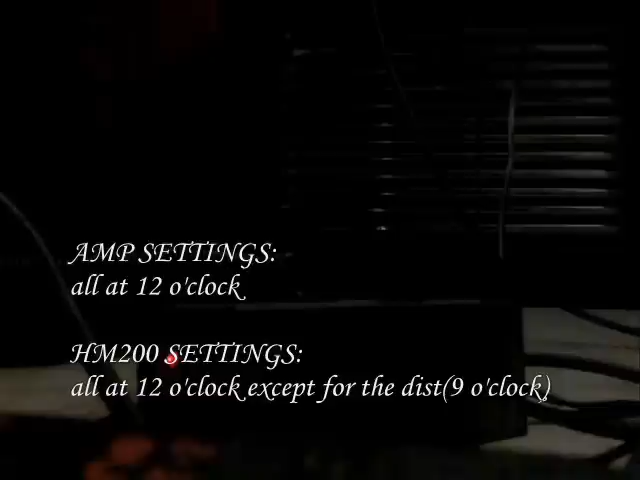 AMP SETTINGS:
all at 12 o'clock
HM200 SETTINGS:
all at 12 o'clock except for the dist(9 o'clock)